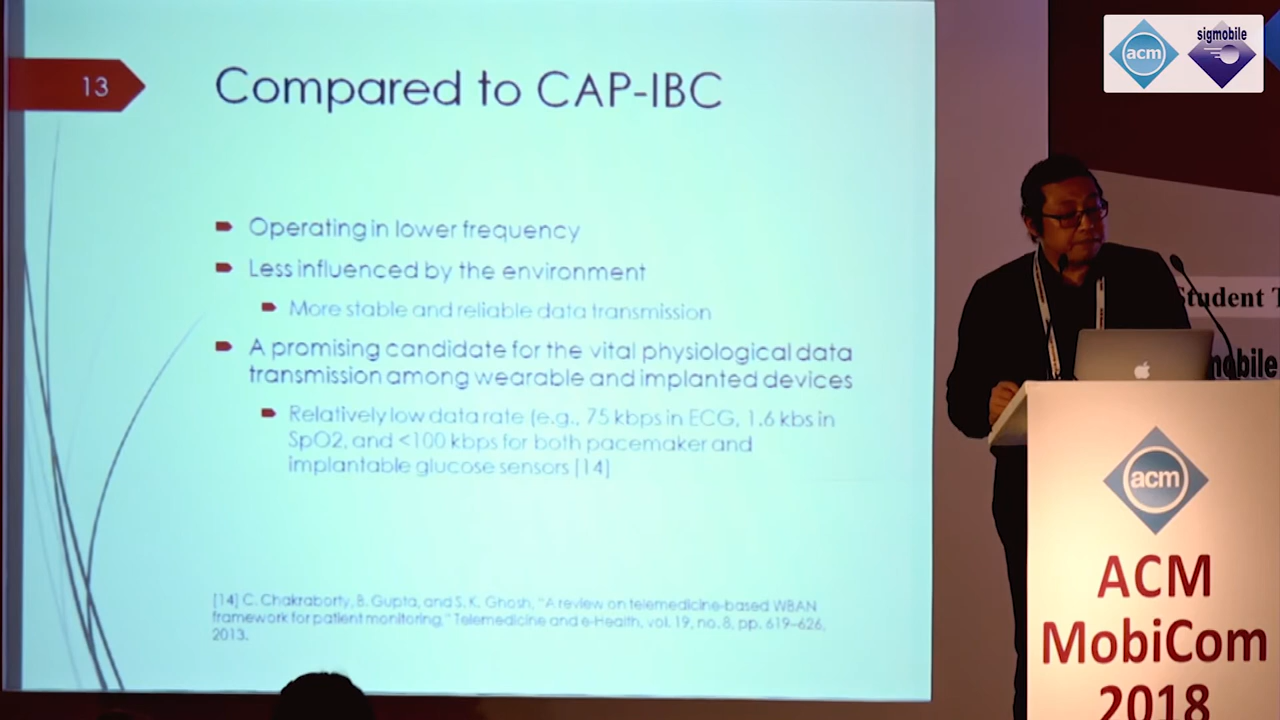 13
Compared to CAP-IBC
Operating in lower frequency
Less influenced by the environment
More stable and reliable data transmission
A promising candidate for the vital physiological data
transmission among wearable and implanted devices
Relatively low data rate (e.g., 75 kbps in ECG, 1.6 kbs in
SpO2, and <100 kbps for both pacemaker and
implantable glucose sensors [14]
[14] C. Chakraborty, B. Gupta, and S. K. Ghosh, "A review on telemedicine-based WBAN
framework for patient monitoring," Telemedicine and e-Health, vol. 19, no. 8, pp. 619–626,
2013.
acm
sigmobile
Student T
mobile
acm
ACM
MobiCom
2018